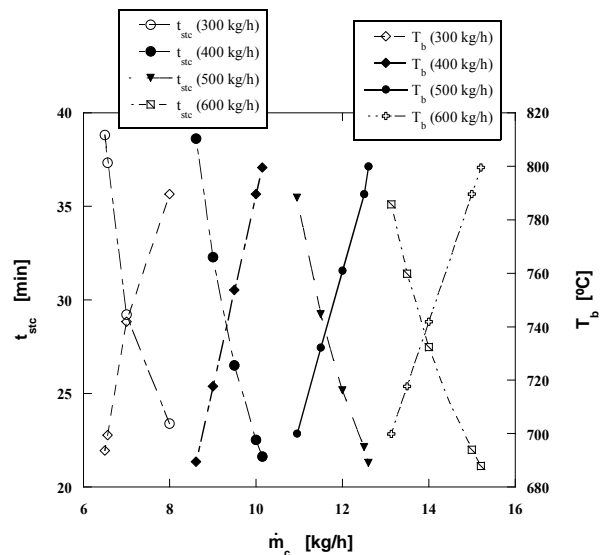 t_stc (300 kg/h)
t_stc (400 kg/h)
t_stc (500 kg/h)
t_stc (600 kg/h)
T_b (300 kg/h)
T_b (400 kg/h)
T_b (500 kg/h)
T_b (600 kg/h)
40
35
30
25
20
t_stc [min]
820
800
780
760
740
720
700
680
T_b [ºC]
6 8 10 12 14 16
ṁ_c [kg/h]